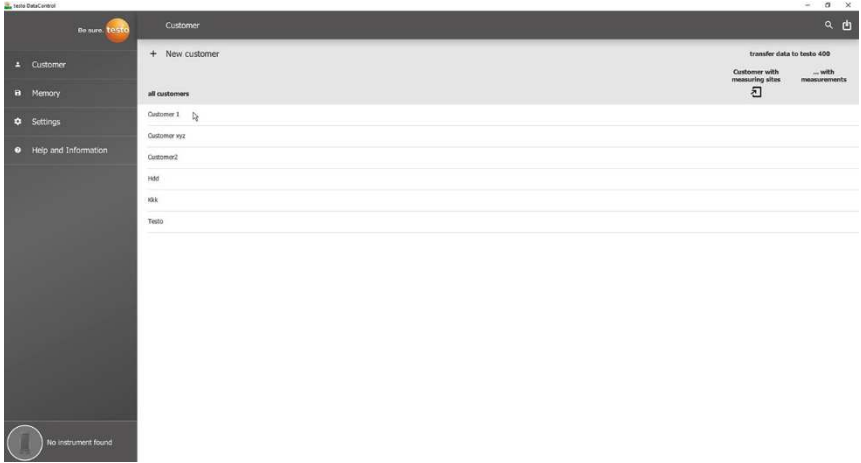 testo DataControl
Be sure. testo
Customer
Customer
Memory
Settings
Help and Information
+ New customer
transfer data to testo 400
Customer with
measuring sites
... with
measurements
all customers
Customer 1
Customer xyz
Customer2
Hdd
Kkk
Testo
No instrument found